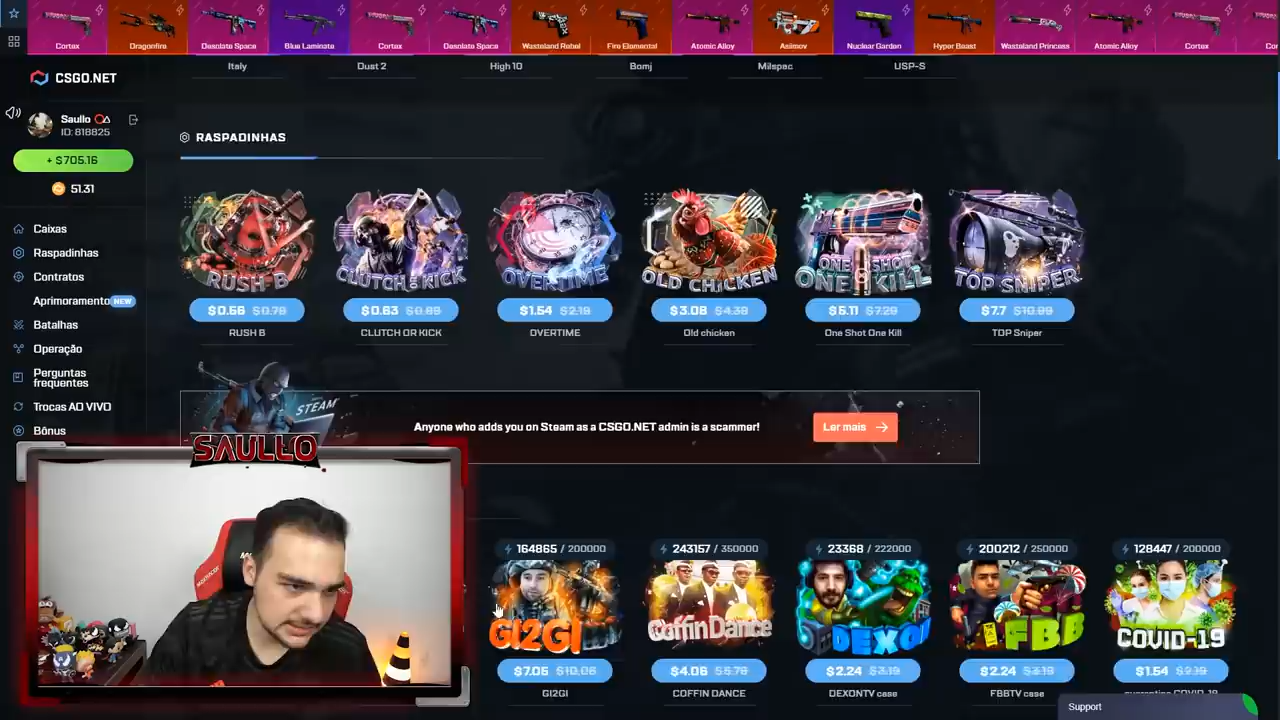 Cortex
Dragonfire
Desolate Space
Blue Laminate
Cortex
Desolate Space
Wasteland Rebel
Fire Elemental
Atomic Alloy
Asiimov
Nuclear Garden
Hyper Beast
Wasteland Princess
Atomic Alloy
Cortex
CSGO.NET
Italy
Dust 2
High 10
Bomj
Milspec
USP-S
Saullo
ID: 818825
+ $705.16
51.31
Caixas
Raspadinhas
Contratos
Aprimoramento NEW
Batalhas
Operação
Perguntas
frequentes
Trocas AO VIVO
Bônus
RASPADINHAS
RUSH B
CLUTCH OR KICK
OVERTIME
OLD CHICKEN
ONE SHOT
ONE KILL
TOP SNIPER
$0.56 $0.79
$0.63 $0.89
$1.54 $2.19
$3.08 $4.39
$5.11 $7.29
$7.7 $10.99
RUSH B
CLUTCH OR KICK
OVERTIME
Old chicken
One Shot One Kill
TOP Sniper
STEAM
Anyone who adds you on Steam as a CSGO.NET admin is a scammer!
Ler mais
SAULLO
164865 / 200000
243157 / 350000
23368 / 222000
200212 / 250000
128447 / 200000
GI2GI
Coffin Dance
DEXON
FBB
COVID-19
$7.05 $10.06
$4.06 $5.78
$2.24 $3.19
$2.24 $3.19
$1.54 $2.19
GI2GI
COFFIN DANCE
DEXONTV case
FBBTV case
quarantine COVID-19
Support